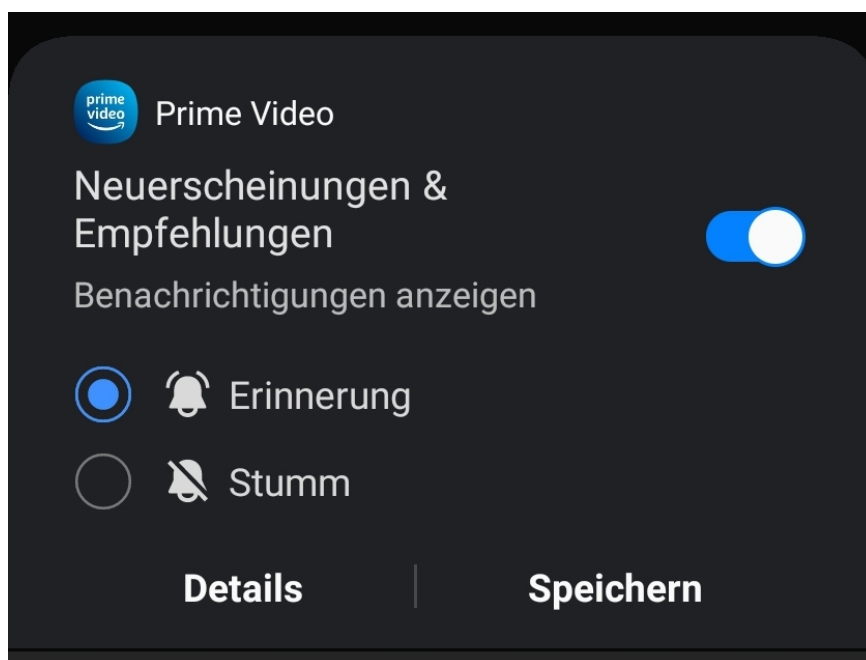 prime
video
Prime Video
Neuerscheinungen &
Empfehlungen
Benachrichtigungen anzeigen
Erinnerung
Stumm
Details
Speichern